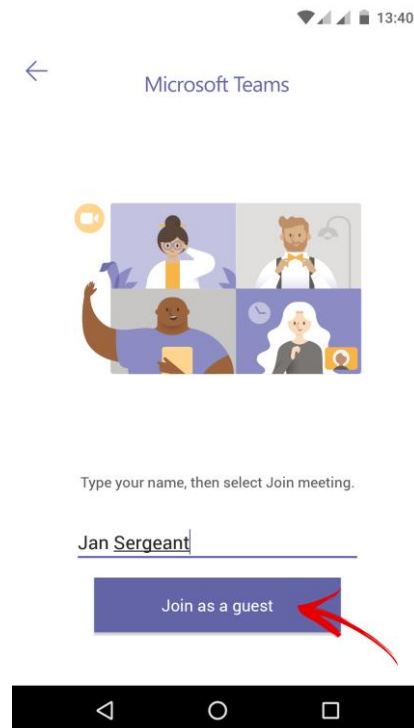 13:40
Microsoft Teams
Type your name, then select Join meeting.
Jan Sergeant
Join as a guest